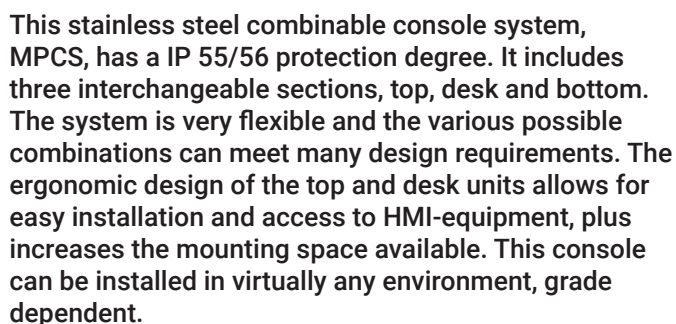 This stainless steel combinable console system,
MPCS, has a IP 55/56 protection degree. It includes
three interchangeable sections, top, desk and bottom.
The system is very flexible and the various possible
combinations can meet many design requirements. The
ergonomic design of the top and desk units allows for
easy installation and access to HMI-equipment, plus
increases the mounting space available. This console
can be installed in virtually any environment, grade
dependent.